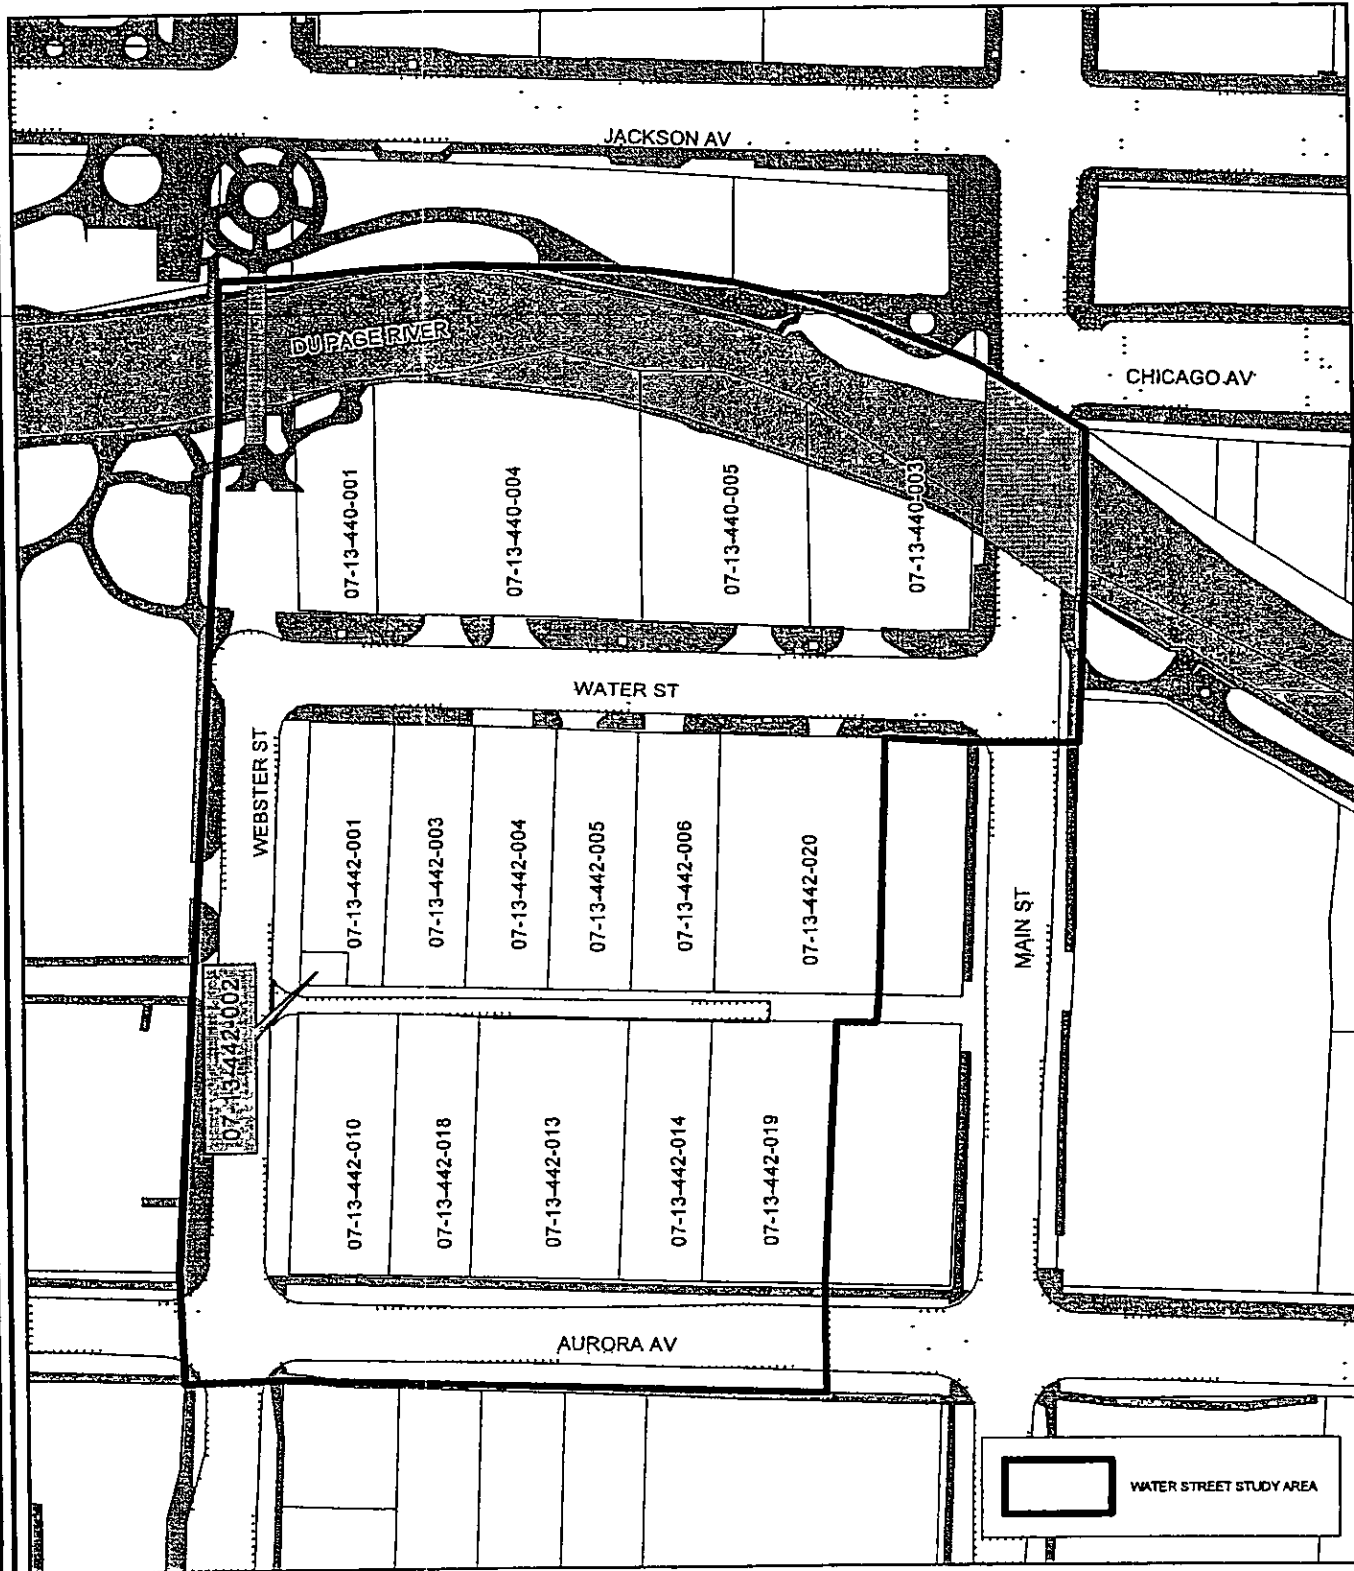 JACKSON AV
DU PAGE RIVER
CHICAGO AV
07-13-440-001
07-13-440-004
07-13-440-005
07-13-440-003
WATER ST
WEBSTER ST
07-13-442-001
07-13-442-003
07-13-442-004
07-13-442-005
07-13-442-006
07-13-442-020
MAIN ST
07-13-442-002
07-13-442-010
07-13-442-018
07-13-442-013
07-13-442-014
07-13-442-019
AURORA AV
WATER STREET STUDY AREA